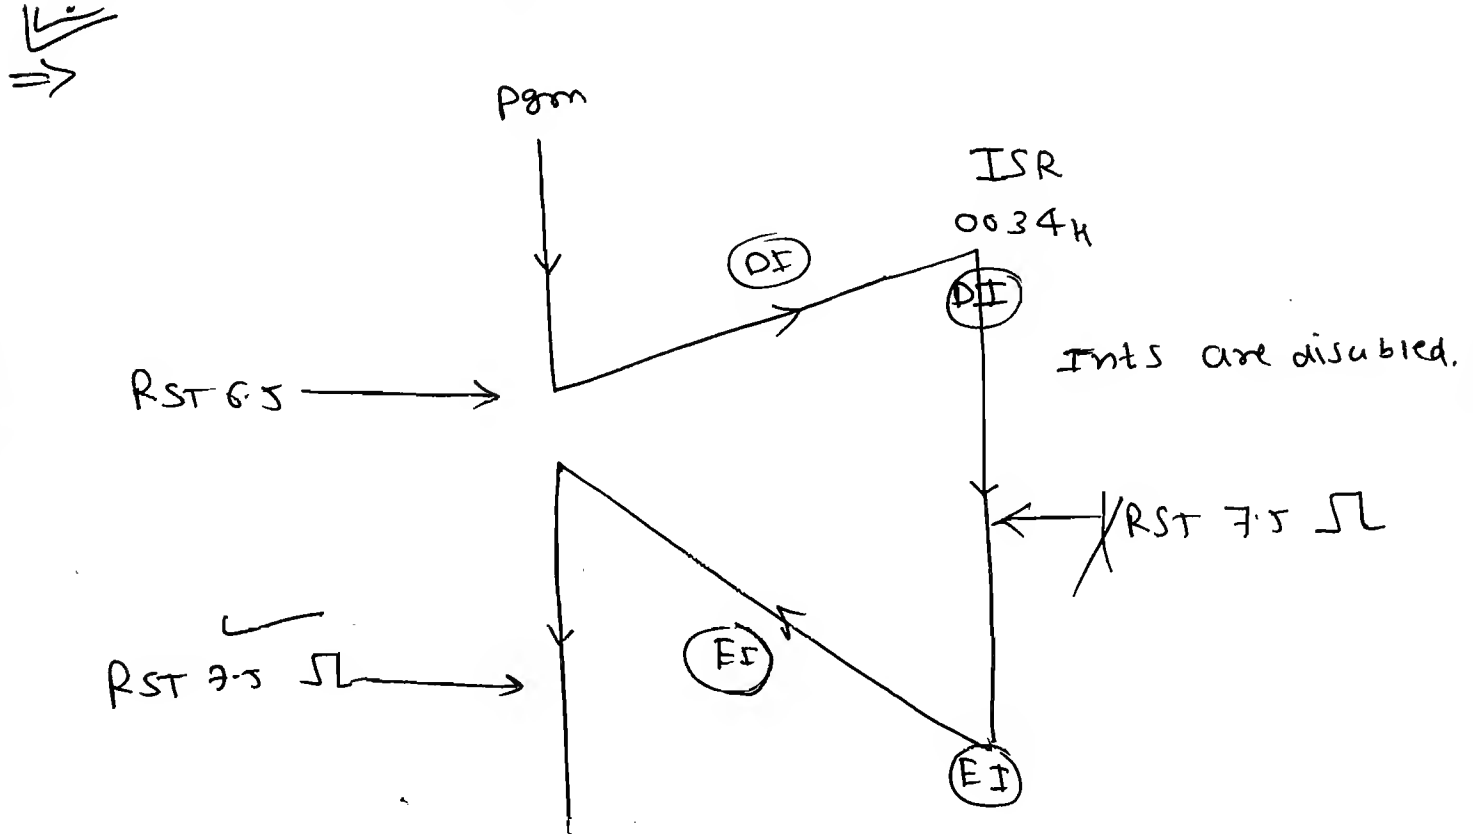 =>
Pgm
ISR
0034H
DI
DI
Ints are disabled.
RST 6.5
RST 7.5
EI
RST 7.5
EI